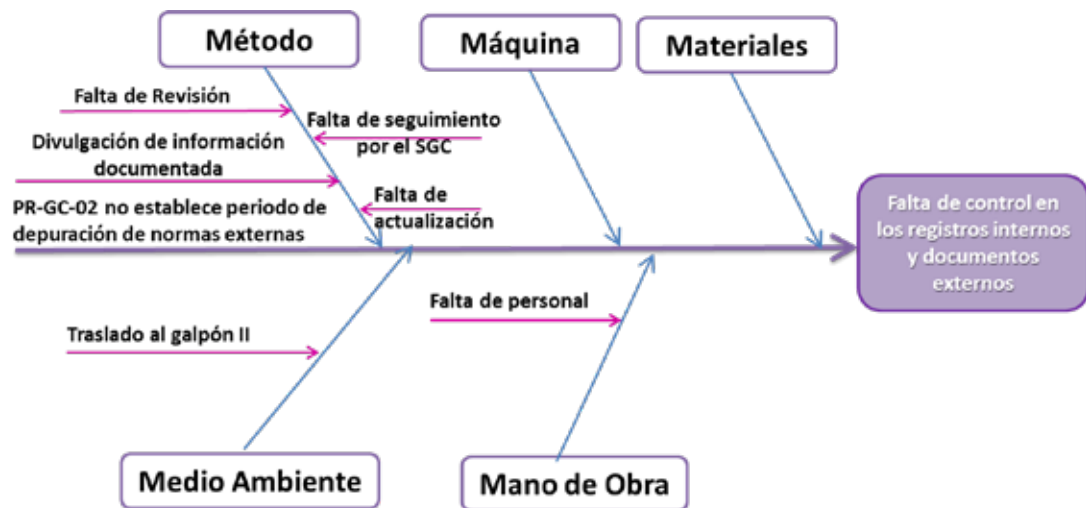 Método
Máquina
Materiales
Falta de Revisión
Falta de seguimiento
por el SGC
Divulgación de información
documentada
Falta de
actualización
PR-GC-02 no establece periodo de
depuración de normas externas
Falta de control en
los registros internos
y documentos
externos
Falta de personal
Traslado al galpón II
Medio Ambiente
Mano de Obra